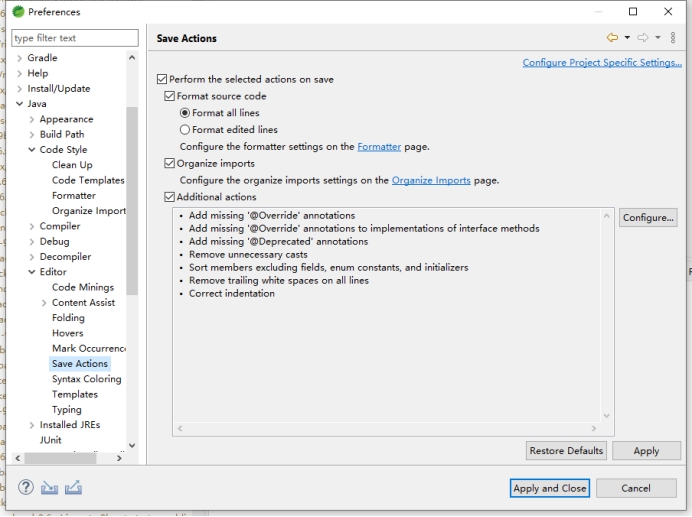 Preferences
type filter text
Gradle
Help
Install/Update
Java
Appearance
Build Path
Code Style
Clean Up
Code Templates
Formatter
Organize Import
Compiler
Debug
Decompiler
Editor
Code Minings
Content Assist
Folding
Hovers
Mark Occurrenc
Save Actions
Syntax Coloring
Templates
Typing
Installed JREs
JUnit
Save Actions
Configure Project Specific Settings...
Perform the selected actions on save
Format source code
Format all lines
Format edited lines
Configure the formatter settings on the Formatter page.
Organize imports
Configure the organize imports settings on the Organize Imports page.
Additional actions
• Add missing '@Override' annotations
• Add missing '@Override' annotations to implementations of interface methods
• Add missing '@Deprecated' annotations
• Remove unnecessary casts
• Sort members excluding fields, enum constants, and initializers
• Remove trailing white spaces on all lines
• Correct indentation
Configure...
Restore Defaults Apply
Apply and Close Cancel